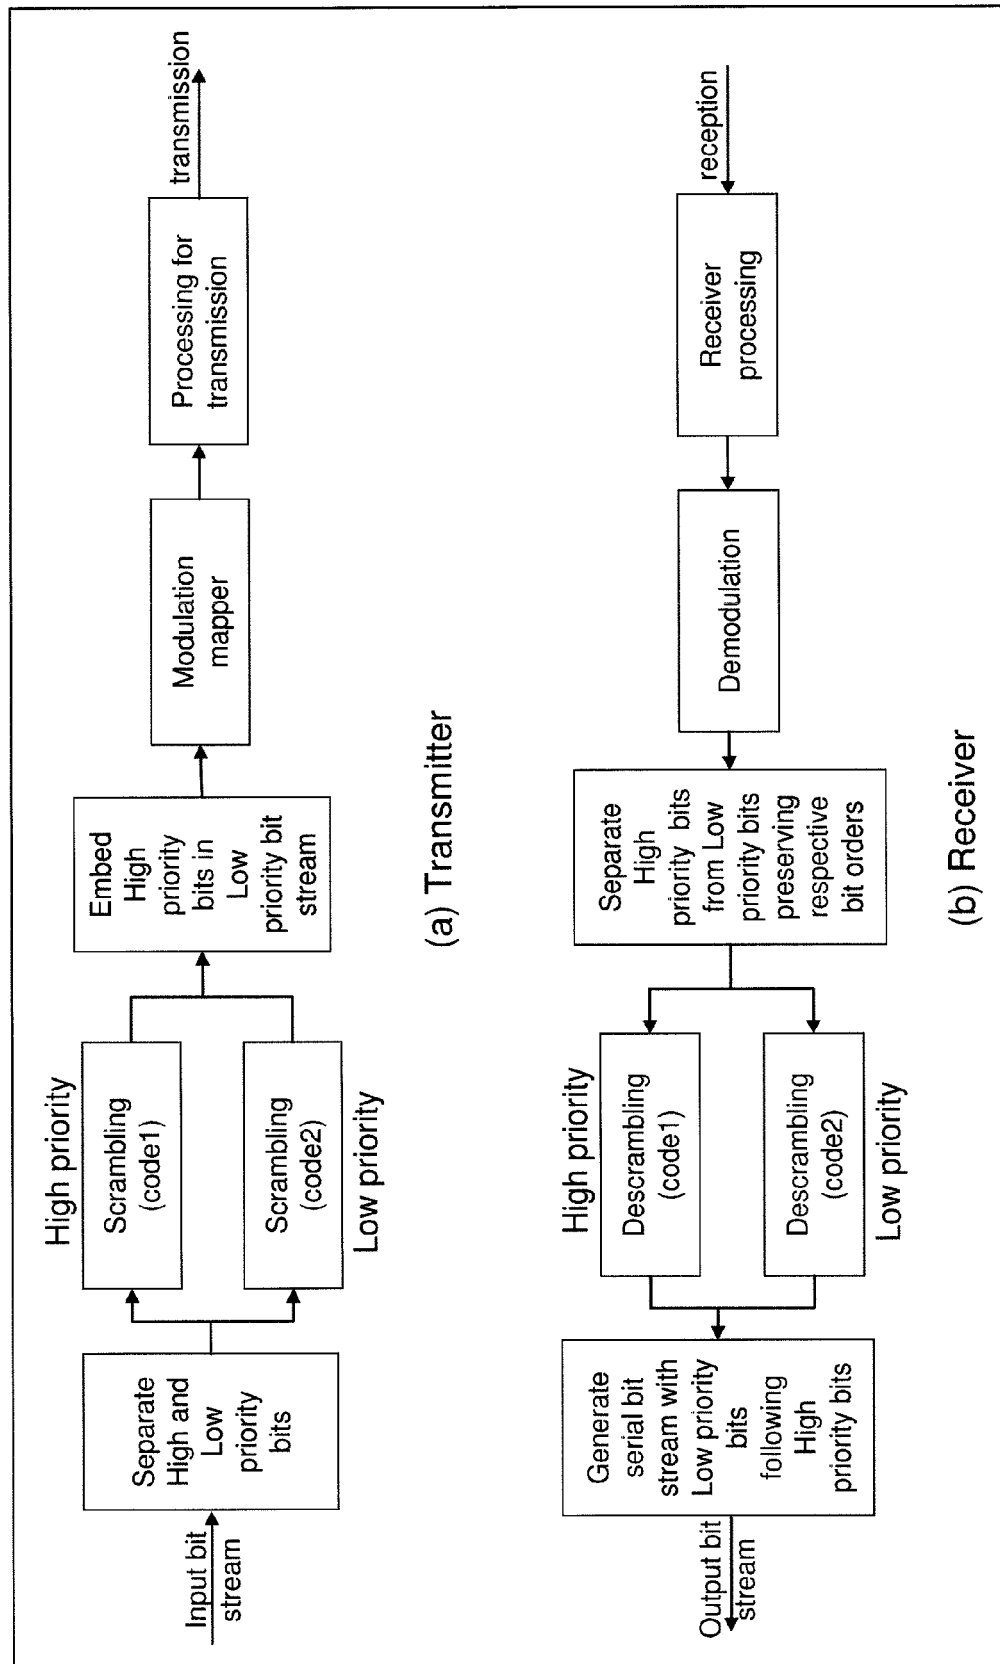 Input bit
stream
Separate
High and
Low
priority
bits
High priority
Scrambling
(code1)
Scrambling
(code2)
Low priority
Embed
High
priority
bits in
Low
priority bit
stream
Modulation
mapper
Processing for
transmission
transmission
(a) Transmitter
Output bit
stream
Generate
serial bit
stream with
Low priority
bits
following
High
priority bits
High priority
Descrambling
(code1)
Descrambling
(code2)
Low priority
Separate
High
priority bits
from Low
priority bits
preserving
respective
bit orders
Demodulation
Receiver
processing
reception
(b) Receiver